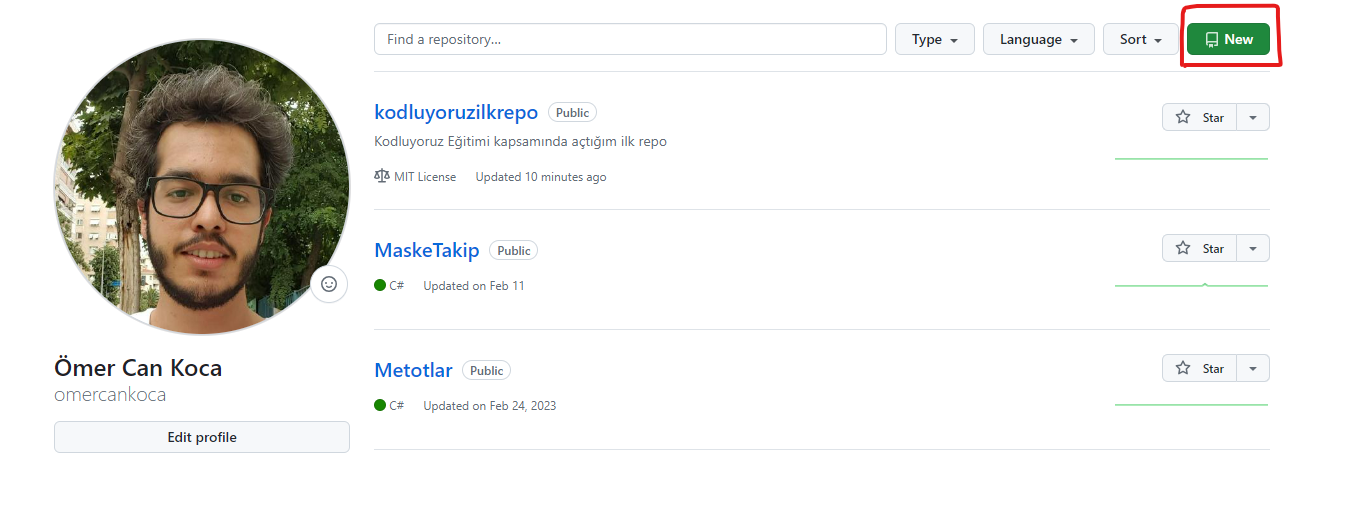 Find a repository...
Type
Language
Sort
New
kodluyoruzilkrepo Public
Star
Kodluyoruz Eğitimi kapsamında açtığım ilk repo
MIT License Updated 10 minutes ago
MaskeTakip Public
Star
C# Updated on Feb 11
Metotlar Public
Star
C# Updated on Feb 24, 2023
Ömer Can Koca
omercankoca
Edit profile